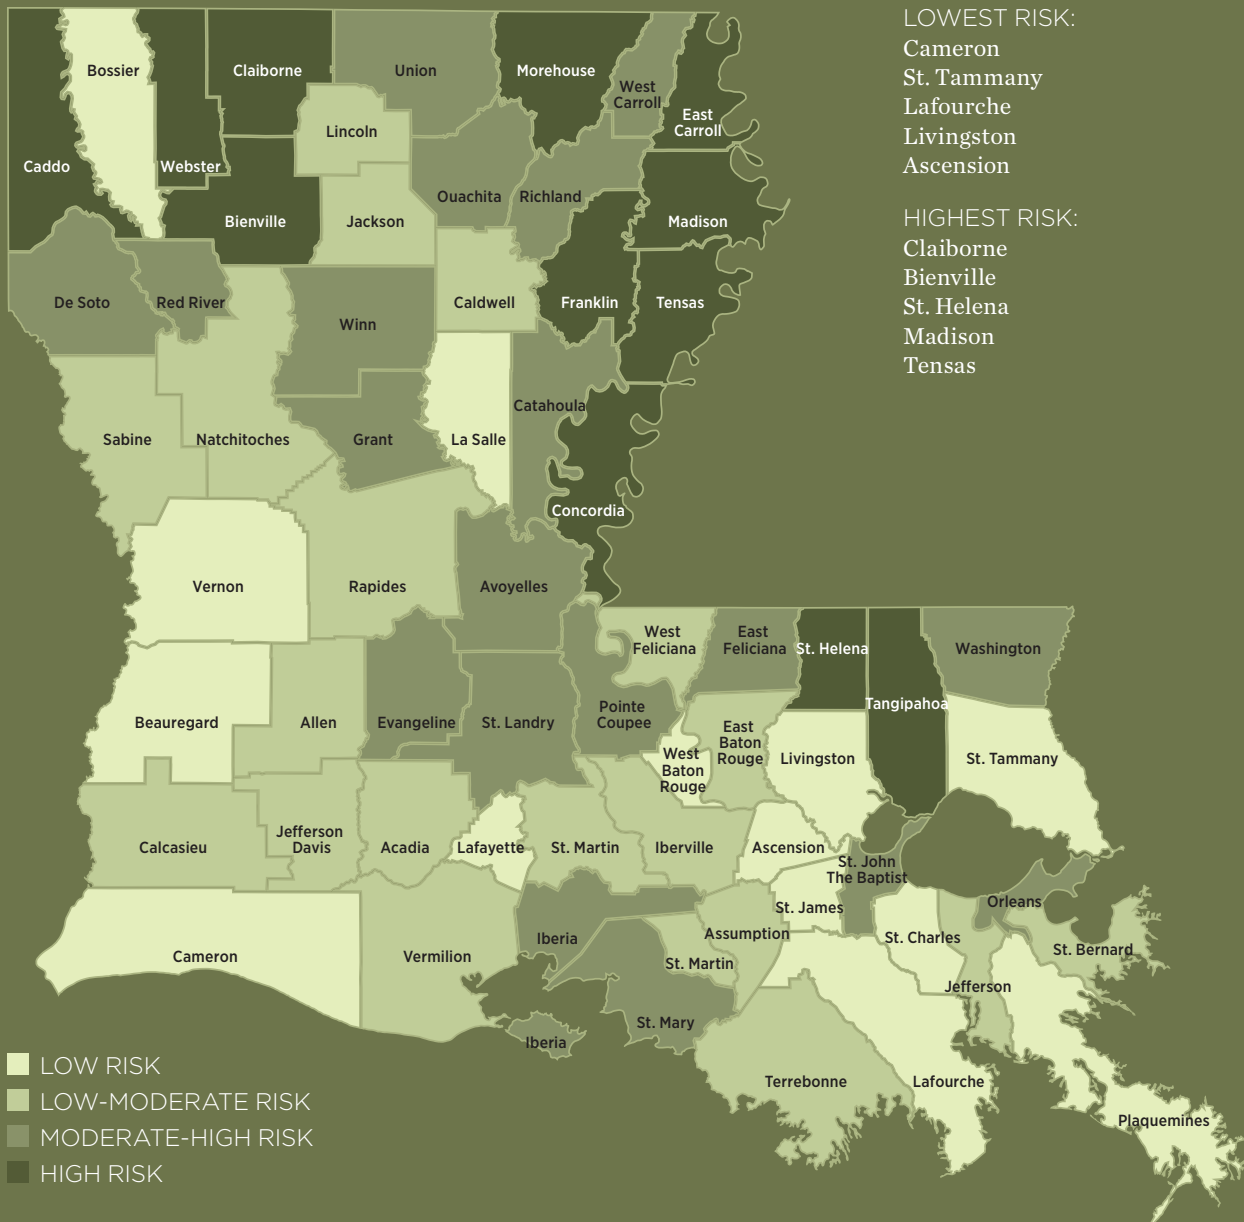 LOWEST RISK:
Cameron
St. Tammany
Lafourche
Livingston
Ascension
HIGHEST RISK:
Claiborne
Bienville
St. Helena
Madison
Tensas
Bossier
Claiborne
Union
Morehouse
West
Carroll
East
Carroll
Lincoln
Caddo
Webster
Ouachita
Richland
Bienville
Jackson
Madison
De Soto
Red River
Winn
Caldwell
Franklin
Tensas
Catahoula
Sabine
Natchitoches
Grant
La Salle
Concordia
Vernon
Rapides
Avoyelles
West
Feliciana
East
Feliciana
St. Helena
Washington
Tangipahoa
Beauregard
Allen
Evangeline
St. Landry
Pointe
Coupee
East
Baton
Rouge
West
Baton
Rouge
Livingston
St. Tammany
Calcasieu
Jefferson
Davis
Acadia
Lafayette
St. Martin
Iberville
Ascension
St. John
The Baptist
St. James
Orleans
Assumption
St. Charles
St. Bernard
Cameron
Vermilion
Iberia
St. Martin
Jefferson
St. Mary
Iberia
Terrebonne
Lafourche
Plaquemines
LOW RISK
LOW-MODERATE RISK
MODERATE-HIGH RISK
HIGH RISK